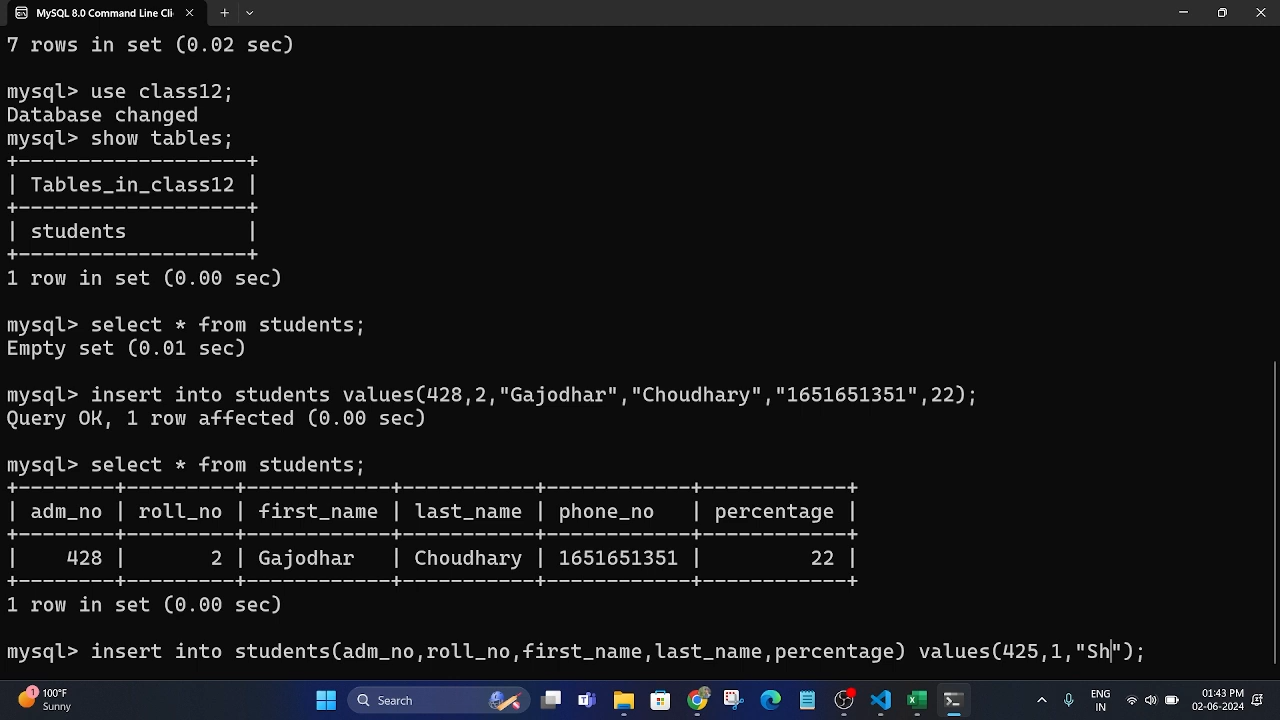 MySQL 8.0 Command Line Cli
7 rows in set (0.02 sec)
mysql> use class12;
Database changed
mysql> show tables;
+------------------+
| Tables_in_class12 |
+------------------+
| students |
+------------------+
1 row in set (0.00 sec)
mysql> select * from students;
Empty set (0.01 sec)
mysql> insert into students values(428,2,"Gajodhar","Choudhary","1651651351",22);
Query OK, 1 row affected (0.00 sec)
mysql> select * from students;
+--------+---------+------------+-----------+------------+------------+
| adm_no | roll_no | first_name | last_name | phone_no | percentage |
+--------+---------+------------+-----------+------------+------------+
| 428 | 2 | Gajodhar | Choudhary | 1651651351 | 22 |
+--------+---------+------------+-----------+------------+------------+
1 row in set (0.00 sec)
mysql> insert into students(adm_no,roll_no,first_name,last_name,percentage) values(425,1,"Sh");
1 100°F
Sunny
Search
ENG
IN
01:43 PM
02-06-2024